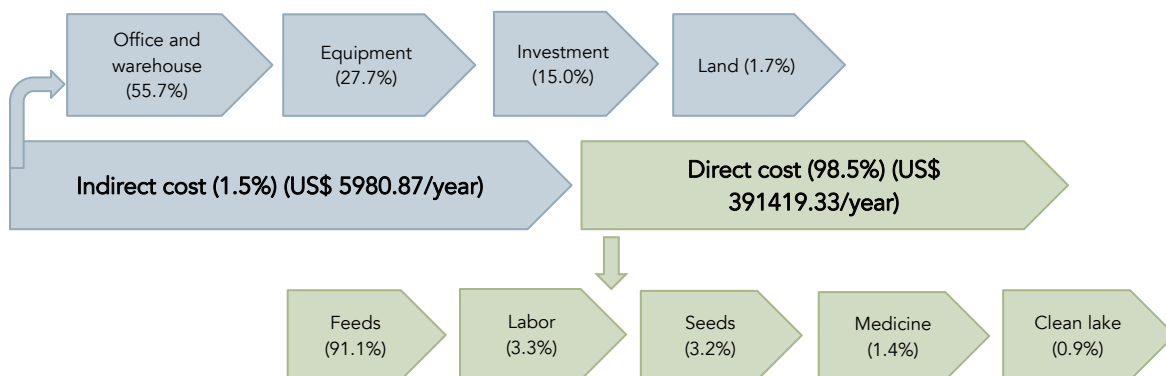 Office and
warehouse
(55.7%)
Equipment
(27.7%)
Investment
(15.0%)
Land (1.7%)
Indirect cost (1.5%) (US$ 5980.87/year)
Direct cost (98.5%) (US$
391419.33/year)
Feeds
(91.1%)
Labor
(3.3%)
Seeds
(3.2%)
Medicine
(1.4%)
Clean lake
(0.9%)